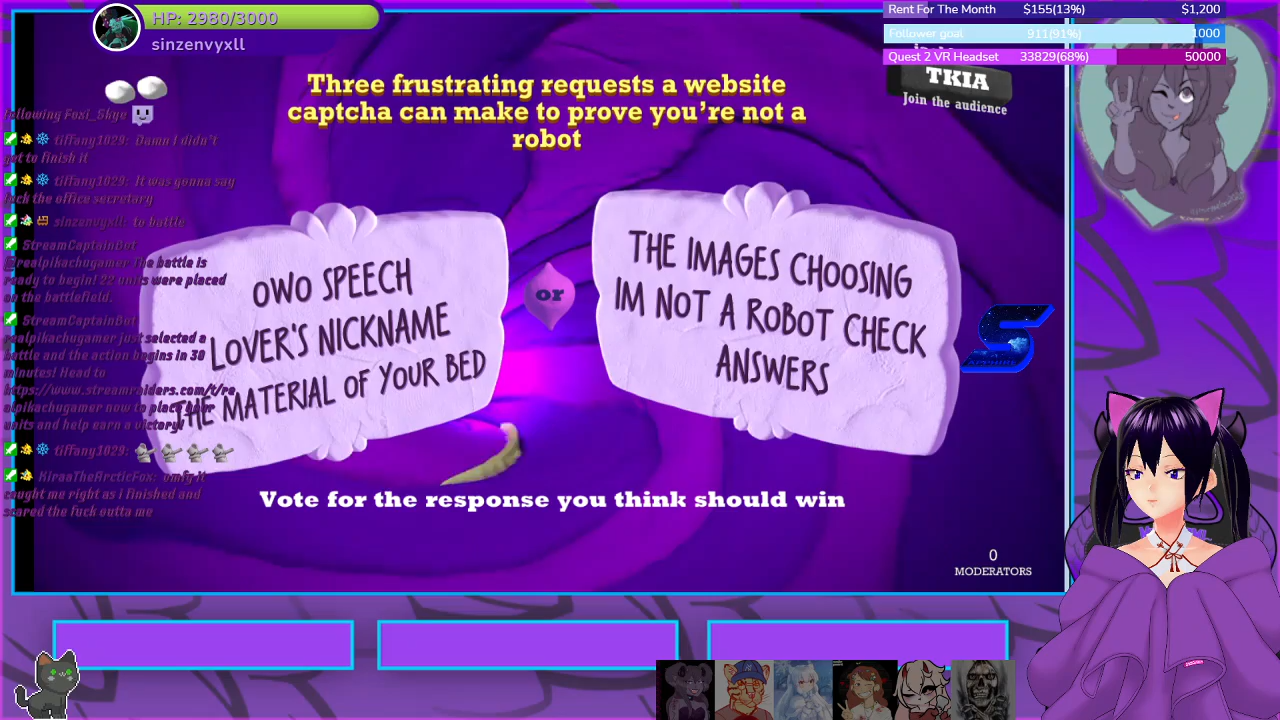 HP: 2980/3000
sinzenvyxll
Rent For The Month $155(13%) $1,200
Follower goal 911(91%) 1000
Quest 2 VR Headset 33829(68%) 50000
TKIA
Join the audience
Three frustrating requests a website
captcha can make to prove you're not a
robot
following Foxi_Skye
tiffany1029: Damn I didn't
get to finish it
tiffany1029: It was gonna say
fuck the office secretary
sinzenvyxll: to battle
StreamCaptainBot:
@realpikachugamer The battle is
ready to begin! 22 units were placed
on the battlefield.
StreamCaptainBot:
realpikachugamer just selected a
battle and the action begins in 30
minutes! Head to
https://www.streamraiders.com/t/re
alpikachugamer now to place your
units and help earn a victory!
tiffany1029:
KiraaTheArcticFox: omfg it
cought me right as i finished and
scared the fuck outta me
OWO SPEECH
LOVER'S NICKNAME
THE MATERIAL OF YOUR BED
or
THE IMAGES CHOOSING
IM NOT A ROBOT CHECK
ANSWERS
Vote for the response you think should win
0
MODERATORS